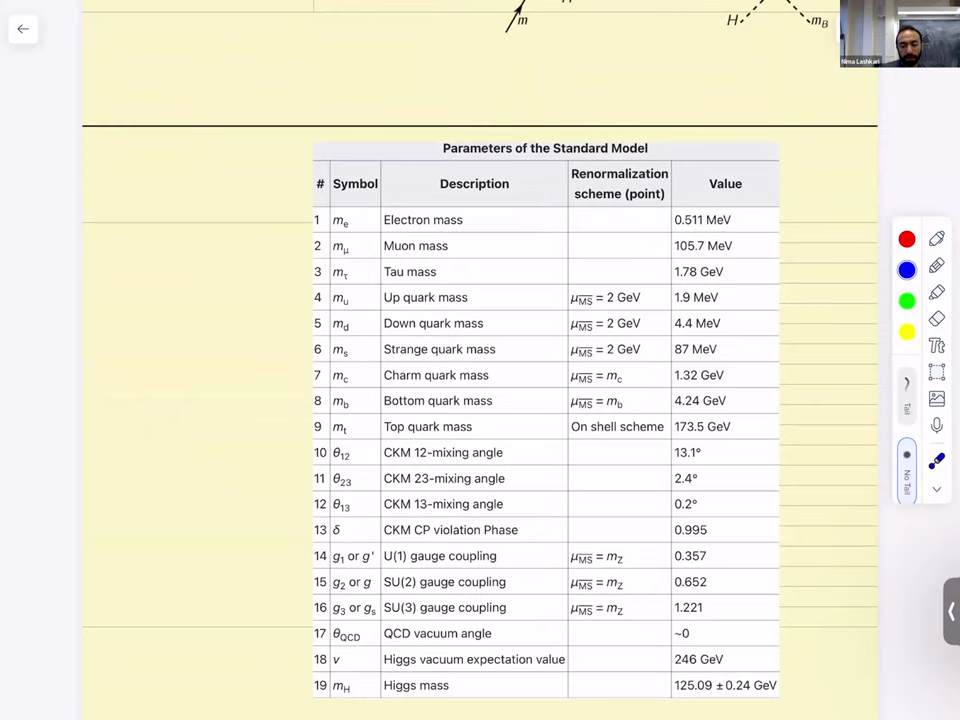 m
H
m_B
Nima Lashkari
Parameters of the Standard Model
# Symbol Description Renormalization scheme (point) Value
1 m_e Electron mass 0.511 MeV
2 m_μ Muon mass 105.7 MeV
3 m_τ Tau mass 1.78 GeV
4 m_u Up quark mass μ_MS̅ = 2 GeV 1.9 MeV
5 m_d Down quark mass μ_MS̅ = 2 GeV 4.4 MeV
6 m_s Strange quark mass μ_MS̅ = 2 GeV 87 MeV
7 m_c Charm quark mass μ_MS̅ = m_c 1.32 GeV
8 m_b Bottom quark mass μ_MS̅ = m_b 4.24 GeV
9 m_t Top quark mass On shell scheme 173.5 GeV
10 θ_12 CKM 12-mixing angle 13.1°
11 θ_23 CKM 23-mixing angle 2.4°
12 θ_13 CKM 13-mixing angle 0.2°
13 δ CKM CP violation Phase 0.995
14 g_1 or g' U(1) gauge coupling μ_MS̅ = m_Z 0.357
15 g_2 or g SU(2) gauge coupling μ_MS̅ = m_Z 0.652
16 g_3 or g_s SU(3) gauge coupling μ_MS̅ = m_Z 1.221
17 θ_QCD QCD vacuum angle ~0
18 v Higgs vacuum expectation value 246 GeV
19 m_H Higgs mass 125.09 ±0.24 GeV
Tt
Tail
No Tail